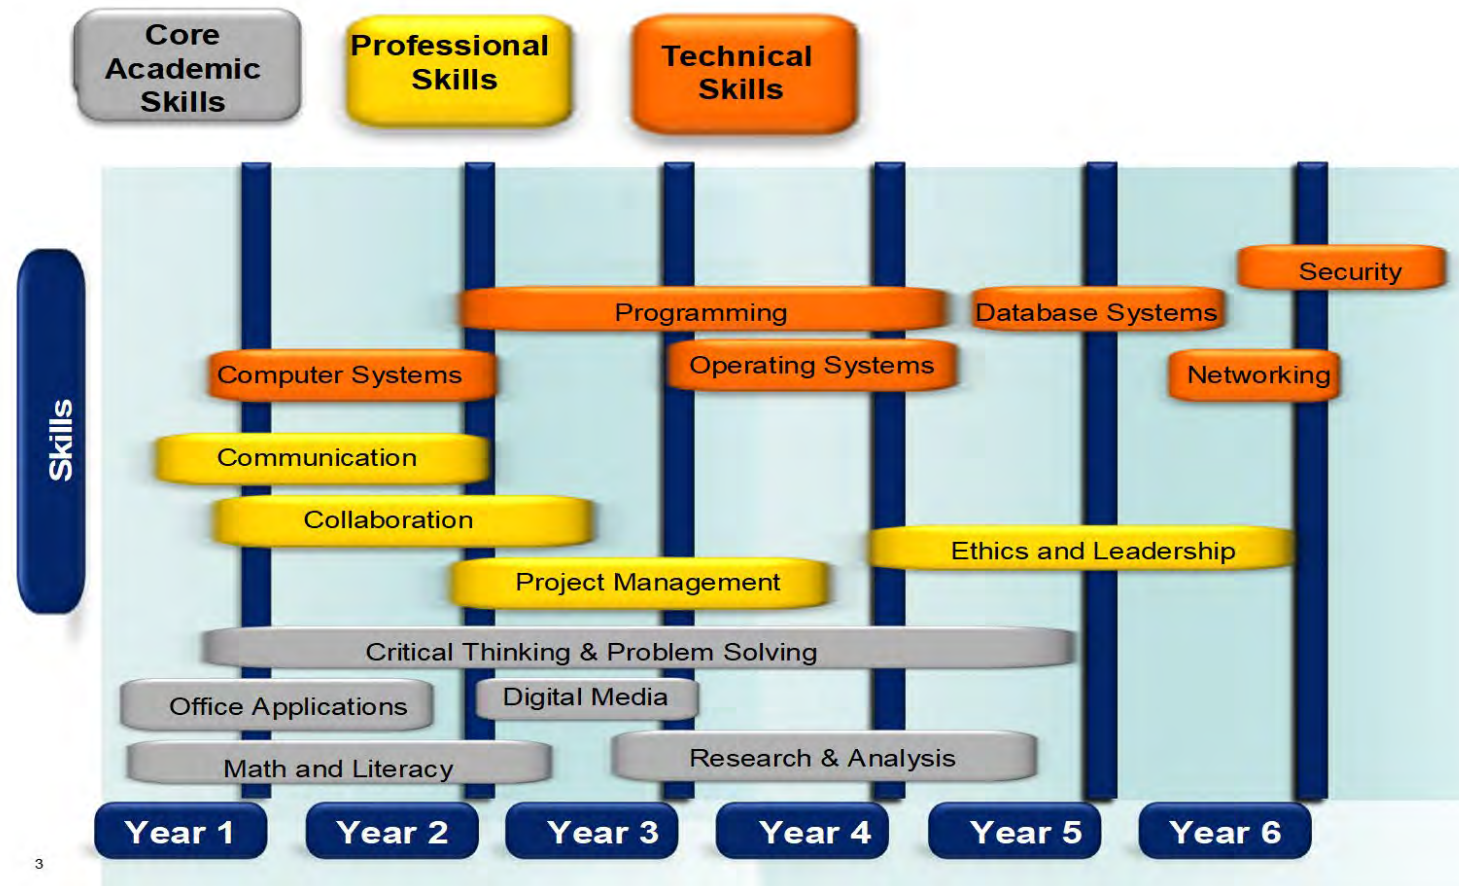 Core
Academic
Skills
Professional
Skills
Technical
Skills
Security
Programming
Database Systems
Operating Systems
Networking
Computer Systems
Skills
Communication
Collaboration
Ethics and Leadership
Project Management
Critical Thinking & Problem Solving
Office Applications
Digital Media
Math and Literacy
Research & Analysis
Year 1
Year 2
Year 3
Year 4
Year 5
Year 6
3